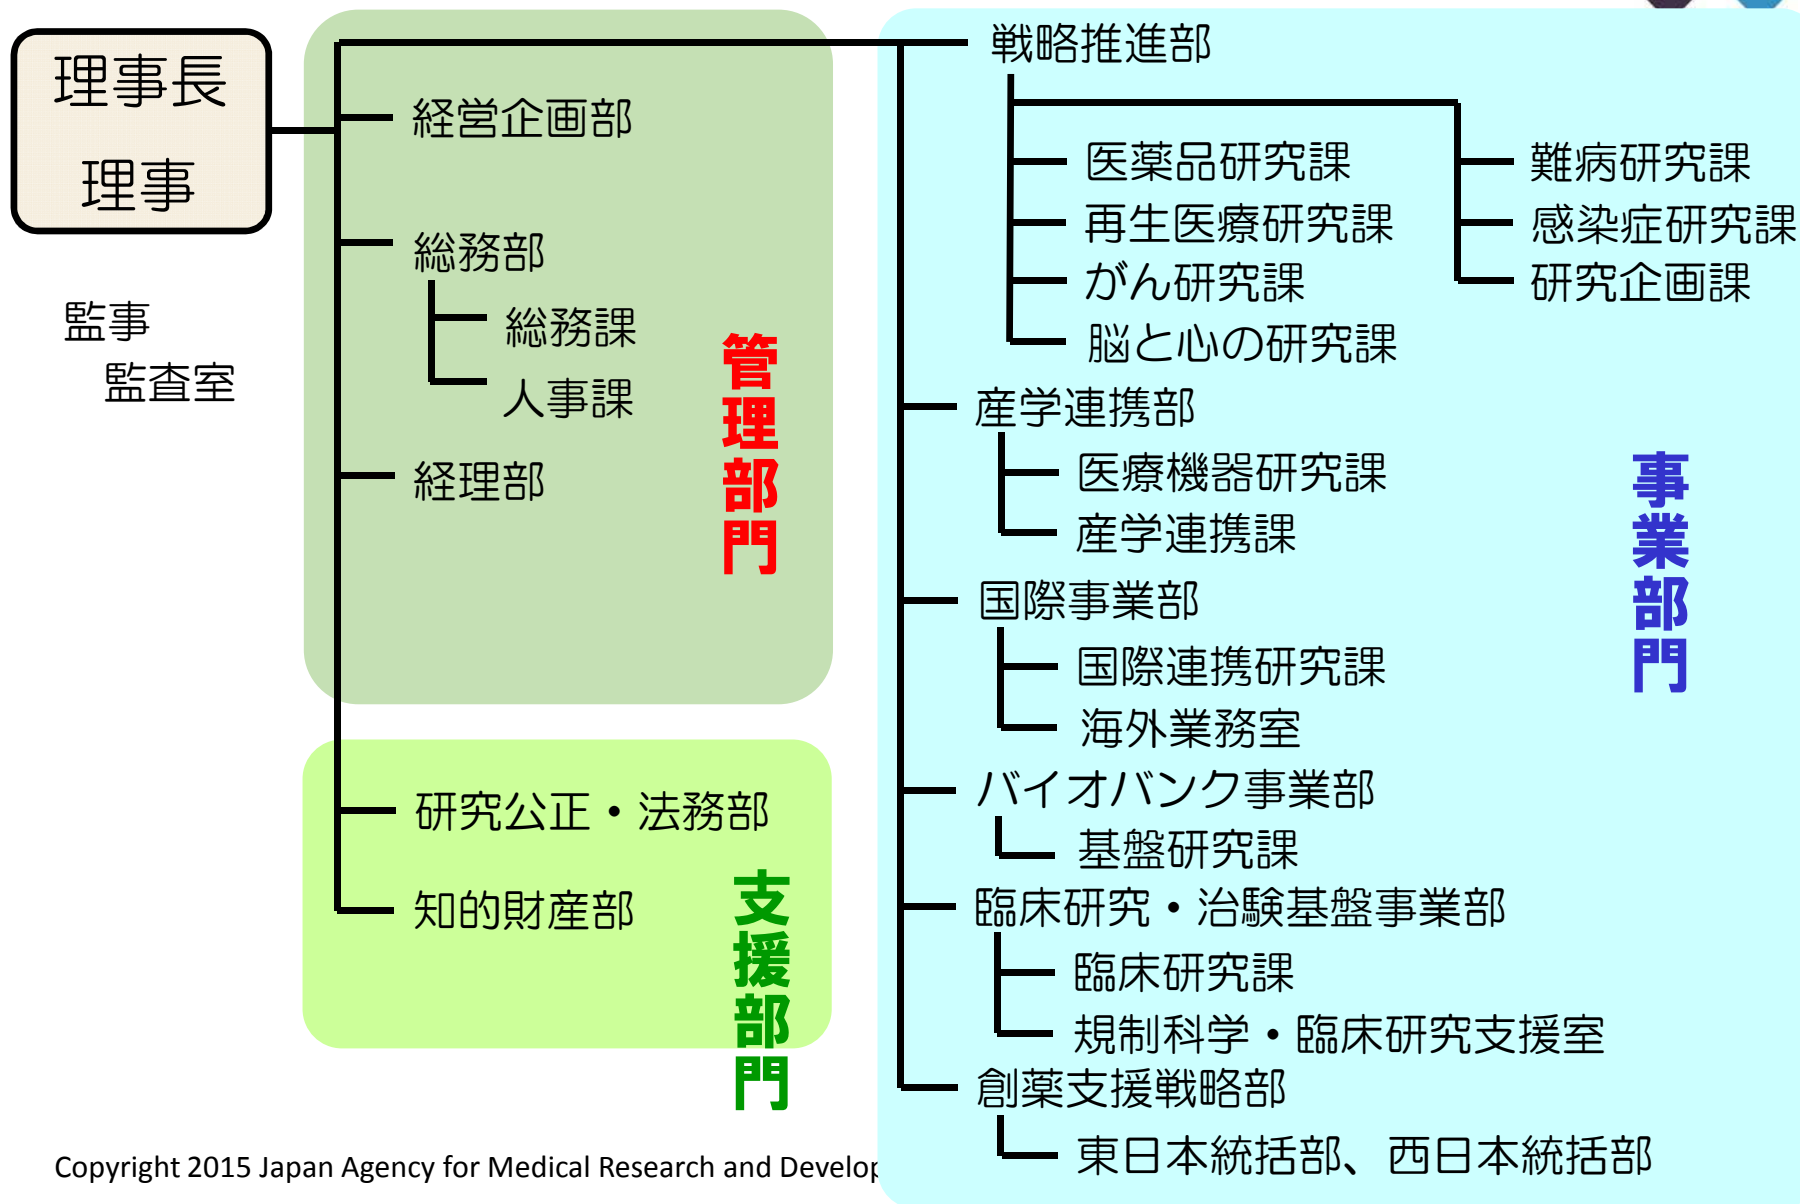 理事長
理事
監事
監査室
経営企画部
総務部
総務課
人事課
経理部
管理部門
研究公正・法務部
知的財産部
支援部門
戦略推進部
医薬品研究課
再生医療研究課
がん研究課
脳と心の研究課
難病研究課
感染症研究課
研究企画課
産学連携部
医療機器研究課
産学連携課
国際事業部
国際連携研究課
海外業務室
バイオバンク事業部
基盤研究課
臨床研究・治験基盤事業部
臨床研究課
規制科学・臨床研究支援室
創薬支援戦略部
東日本統括部、西日本統括部
事業部門
Copyright 2015 Japan Agency for Medical Research and Develop